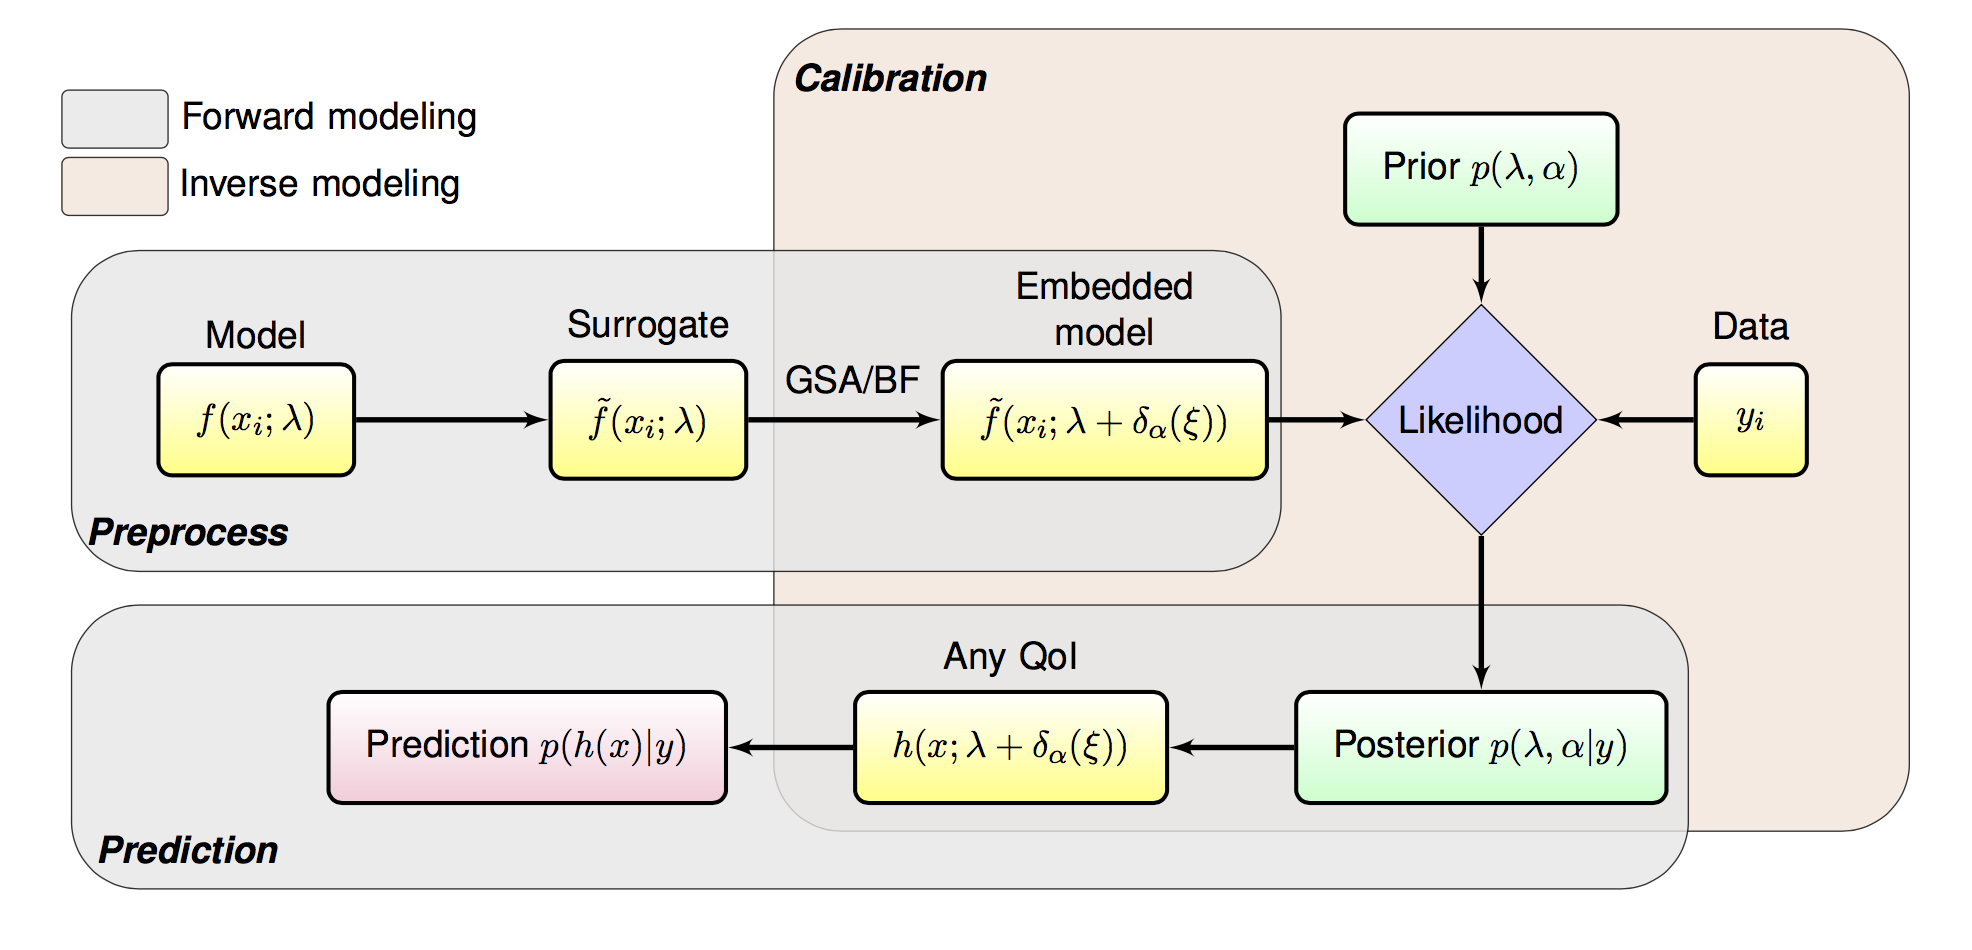 Calibration
Forward modeling
Inverse modeling
Prior p(λ, α)
Model
Surrogate
Embedded
model
Data
GSA/BF
f(x_i; λ)
f̃(x_i; λ)
f̃(x_i; λ + δ_α(ξ))
Likelihood
y_i
Preprocess
Any QoI
Prediction p(h(x)|y)
h(x; λ + δ_α(ξ))
Posterior p(λ, α|y)
Prediction